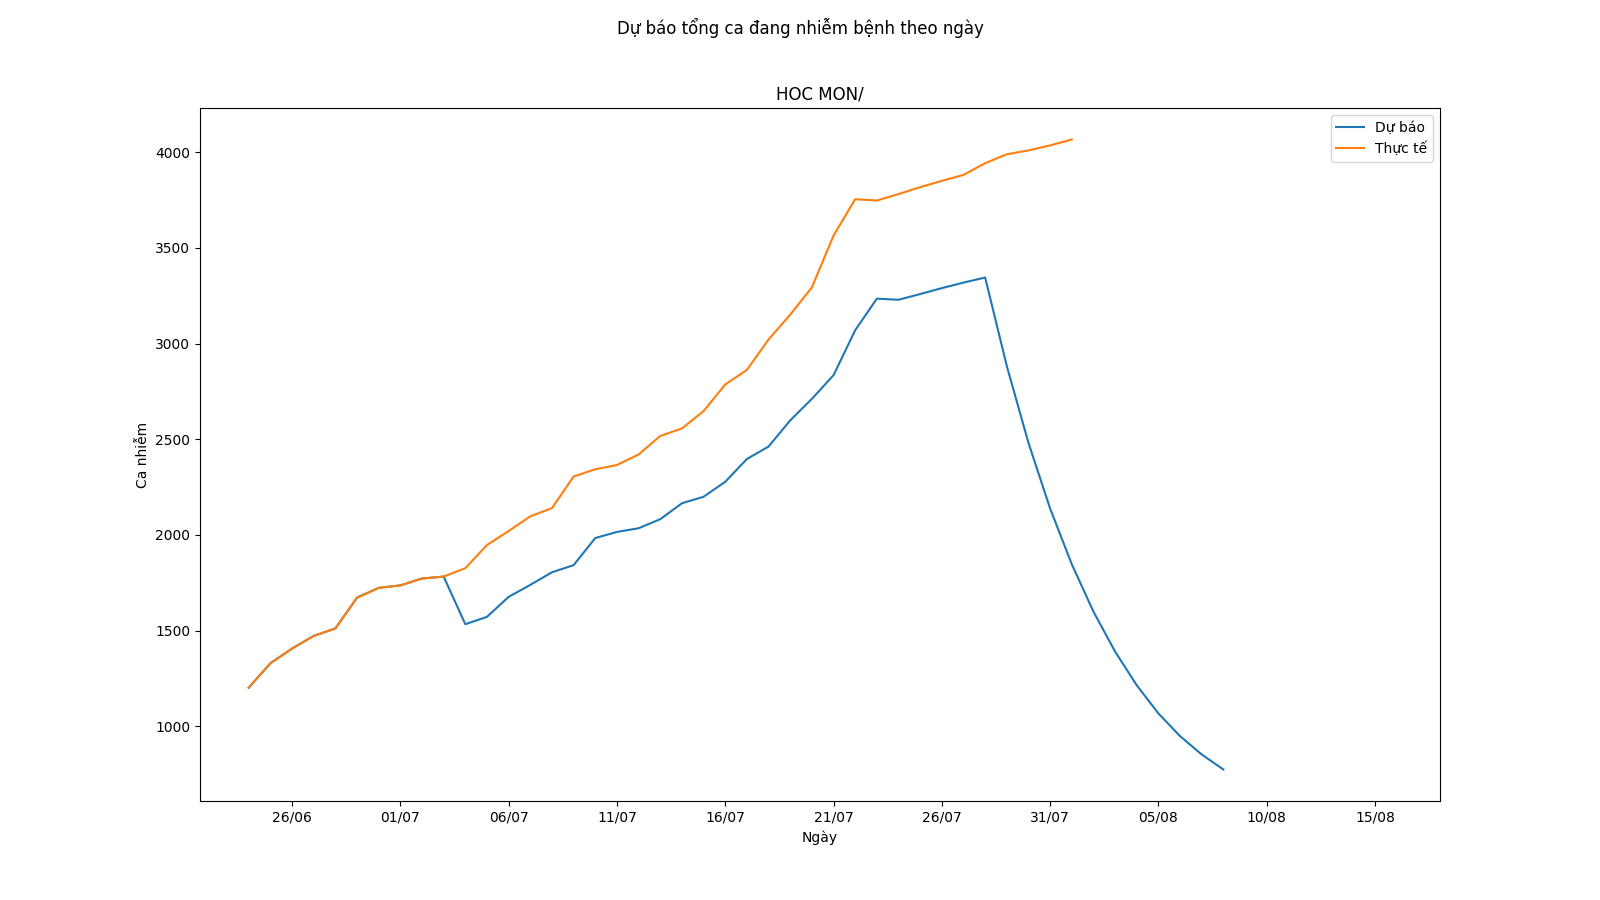 Dự báo tổng ca đang nhiễm bệnh theo ngày
HOC MON/
Dự báo
Thực tế
4000
3500
3000
2500
2000
1500
1000
Ca nhiễm
26/06 01/07 06/07 11/07 16/07 21/07 26/07 31/07 05/08 10/08 15/08
Ngày